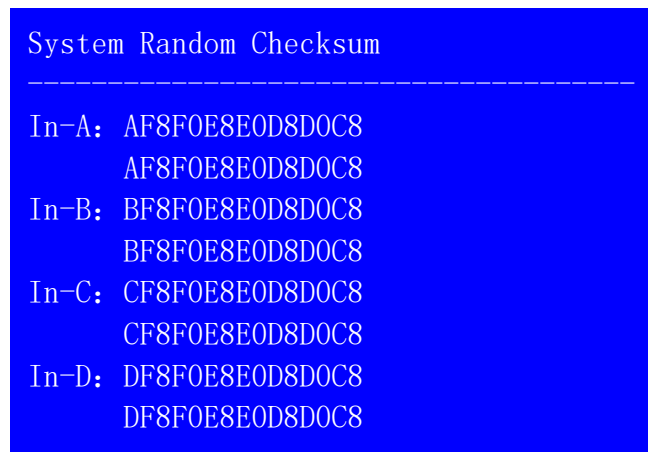 System Random Checksum
--------------------------------------
In-A: AF8F0E8E0D8D0C8
AF8F0E8E0D8D0C8
In-B: BF8F0E8E0D8D0C8
BF8F0E8E0D8D0C8
In-C: CF8F0E8E0D8D0C8
CF8F0E8E0D8D0C8
In-D: DF8F0E8E0D8D0C8
DF8F0E8E0D8D0C8